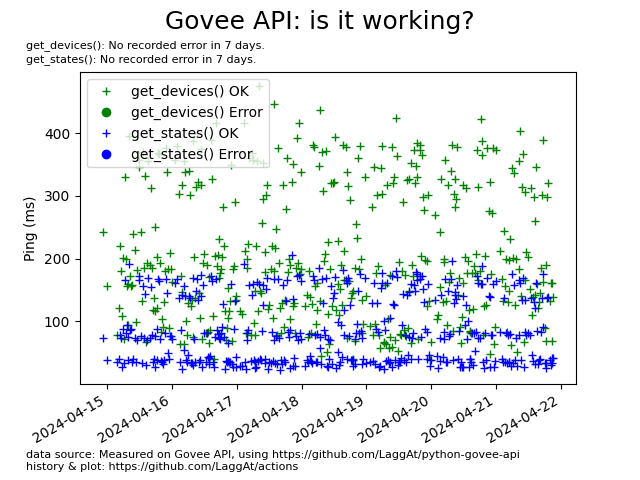 Govee API: is it working?
get_devices(): No recorded error in 7 days.
get_states(): No recorded error in 7 days.
get_devices() OK
get_devices() Error
get_states() OK
get_states() Error
400
300
200
100
Ping (ms)
2024-04-15
2024-04-16
2024-04-17
2024-04-18
2024-04-19
2024-04-20
2024-04-21
2024-04-22
data source: Measured on Govee API, using https://github.com/LaggAt/python-govee-api
history & plot: https://github.com/LaggAt/actions